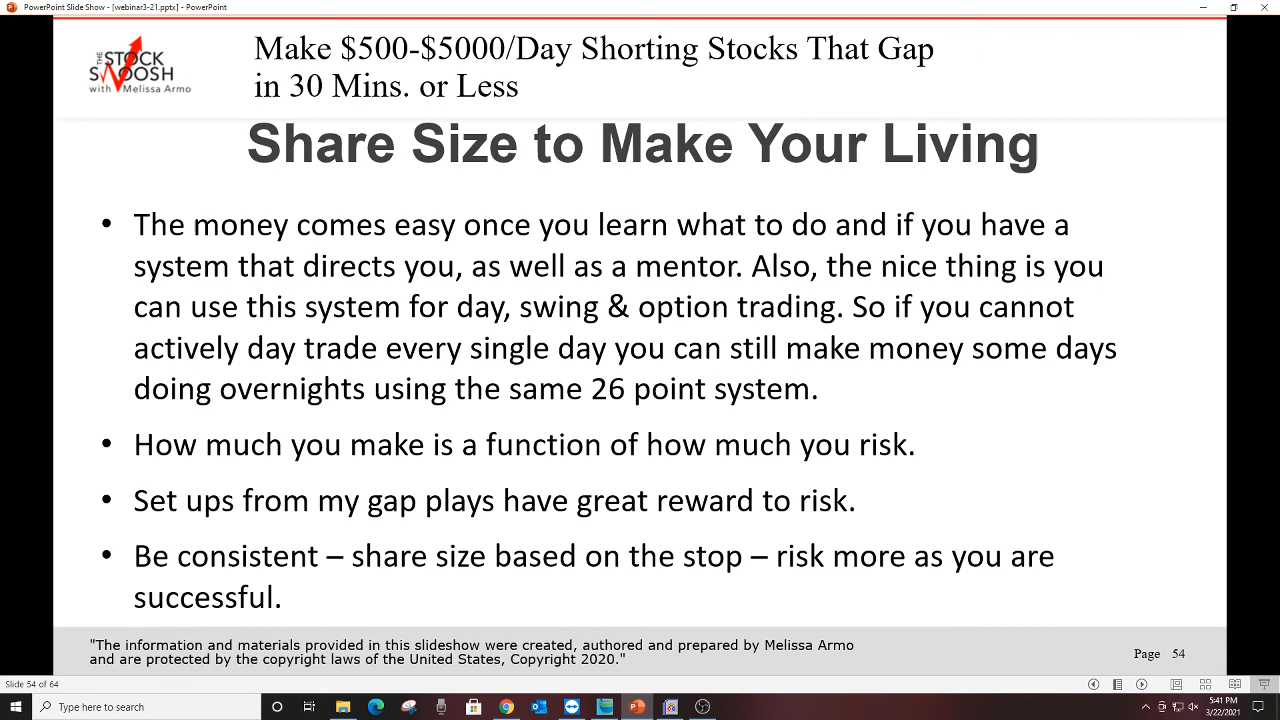 PowerPoint Slide Show - [webinar3-21.pptx] - PowerPoint
THE
STOCK
SWOOSH
with Melissa Armo
Make $500-$5000/Day Shorting Stocks That Gap
in 30 Mins. or Less
Share Size to Make Your Living
• The money comes easy once you learn what to do and if you have a
system that directs you, as well as a mentor. Also, the nice thing is you
can use this system for day, swing & option trading. So if you cannot
actively day trade every single day you can still make money some days
doing overnights using the same 26 point system.
• How much you make is a function of how much you risk.
• Set ups from my gap plays have great reward to risk.
• Be consistent – share size based on the stop – risk more as you are
successful.
"The information and materials provided in this slideshow were created, authored and prepared by Melissa Armo
and are protected by the copyright laws of the United States, Copyright 2020."
Page 54
Slide 54 of 64
Type here to search
5:41 PM
3/22/2021